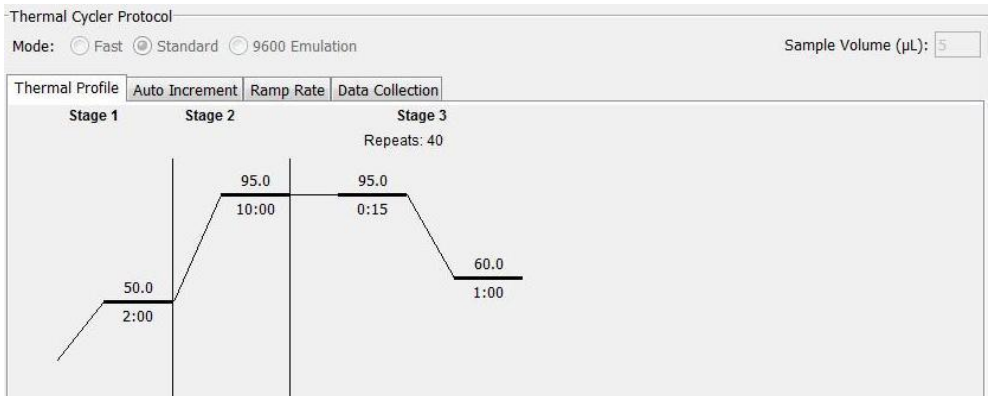 Thermal Cycler Protocol
Mode: Fast Standard 9600 Emulation Sample Volume (µL): 5
Thermal Profile Auto Increment Ramp Rate Data Collection
Stage 1 Stage 2 Stage 3
Repeats: 40
95.0 95.0
10:00 0:15
60.0
50.0 1:00
2:00